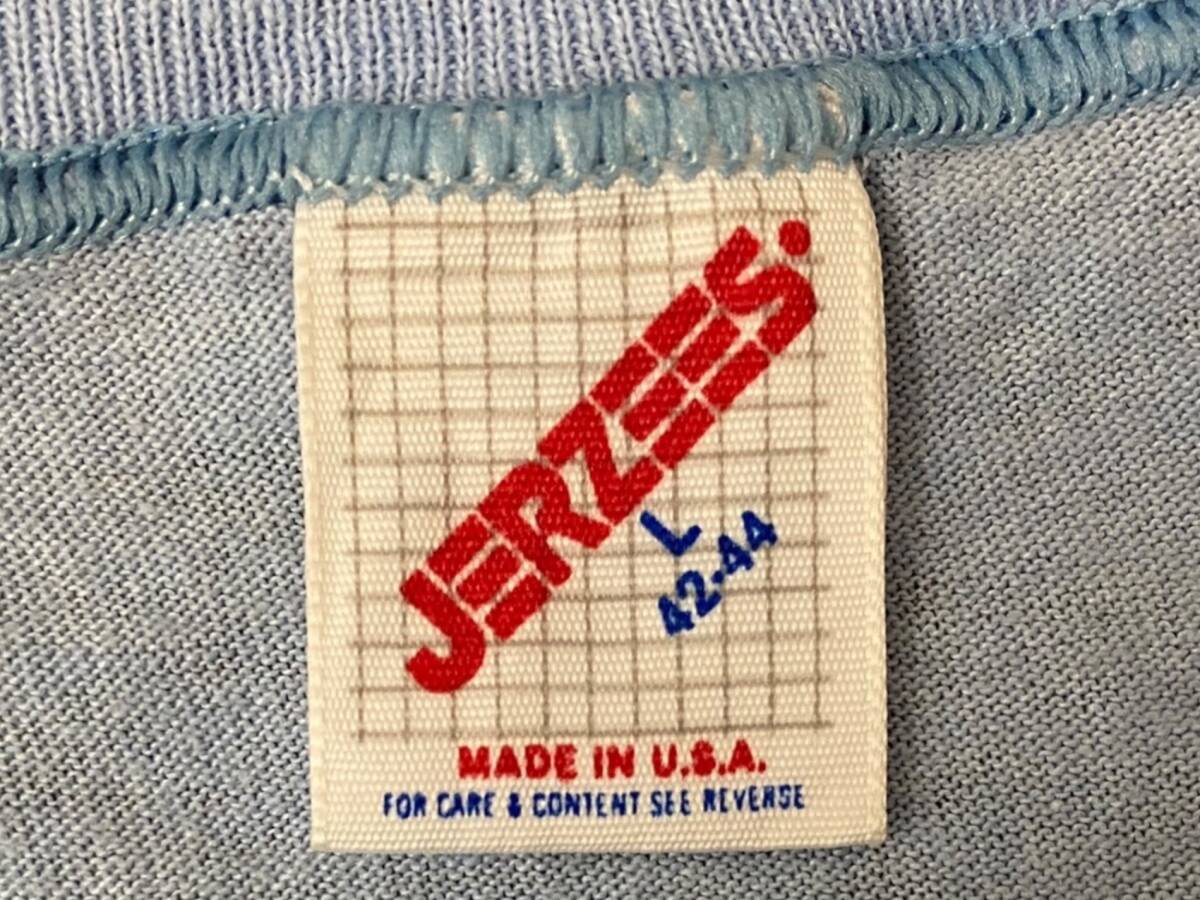 JERZEES.
L
42-44
MADE IN U.S.A.
FOR CARE & CONTENT SEE REVERSE